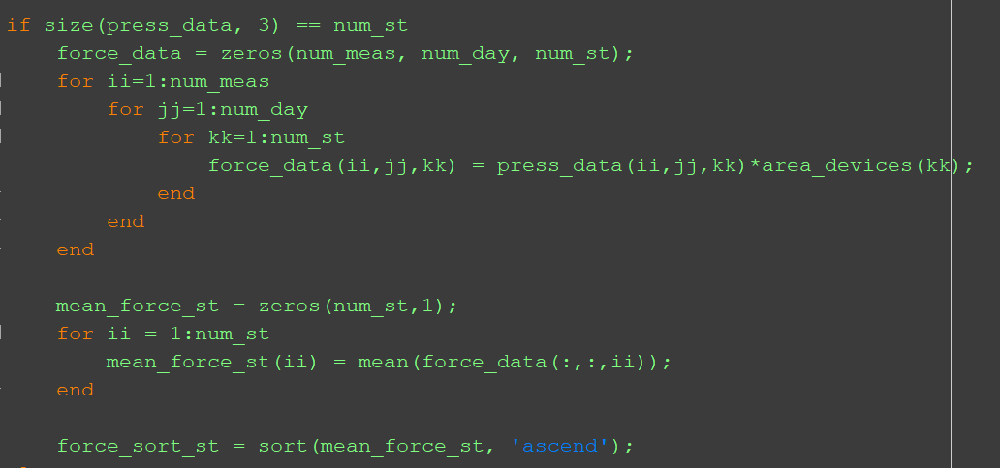 if size(press_data, 3) == num_st
    force_data = zeros(num_meas, num_day, num_st);
    for ii=1:num_meas
        for jj=1:num_day
            for kk=1:num_st
                force_data(ii,jj,kk) = press_data(ii,jj,kk)*area_devices(kk);
            end
        end
    end
    mean_force_st = zeros(num_st,1);
    for ii = 1:num_st
        mean_force_st(ii) = mean(force_data(:,:,ii));
    end
    force_sort_st = sort(mean_force_st, 'ascend');